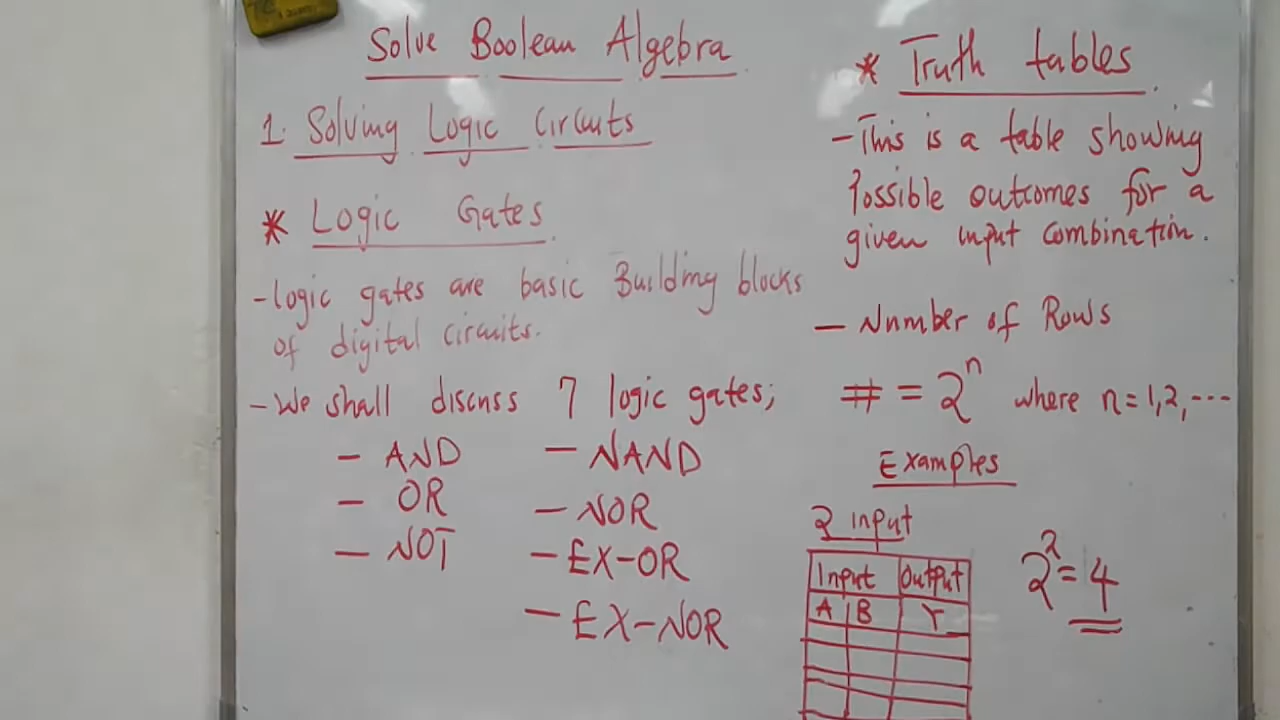 Solve Boolean Algebra
1. Solving Logic Circuits
* Logic Gates
- Logic gates are basic Building blocks
of digital circuits.
- We shall discuss 7 logic gates;
- AND
- OR
- NOT
- NAND
- NOR
- EX-OR
- EX-NOR
* Truth tables
- This is a table showing
Possible outcomes for a
given input combination.
- Number of Rows
# = 2^n where n=1,2,...
Examples
2 input
Input Output
A B Y
2^2 = 4